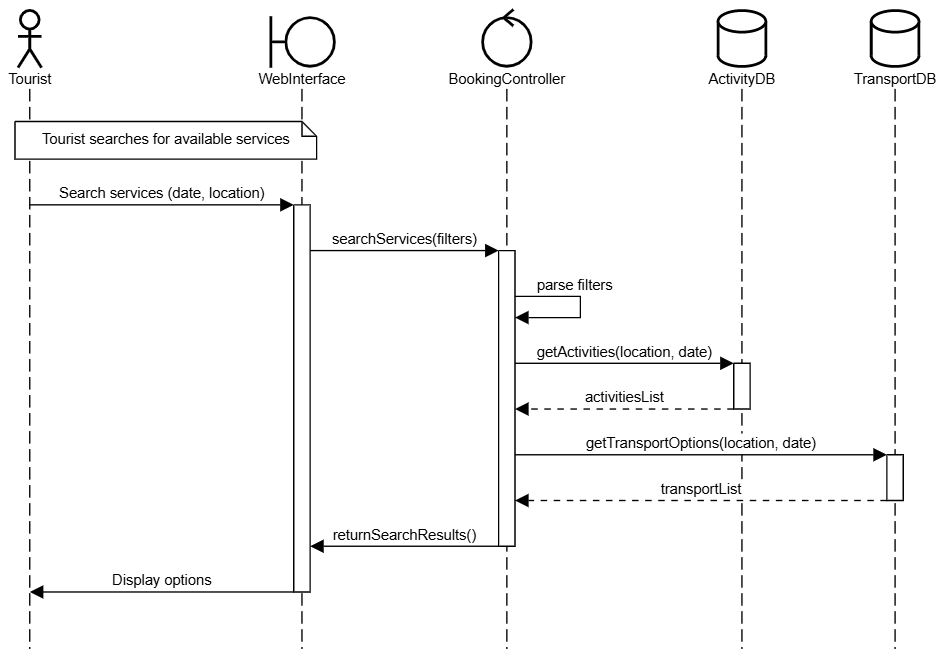 Tourist
WebInterface
BookingController
ActivityDB
TransportDB
Tourist searches for available services
Search services (date, location)
searchServices(filters)
parse filters
getActivities(location, date)
activitiesList
getTransportOptions(location, date)
transportList
returnSearchResults()
Display options